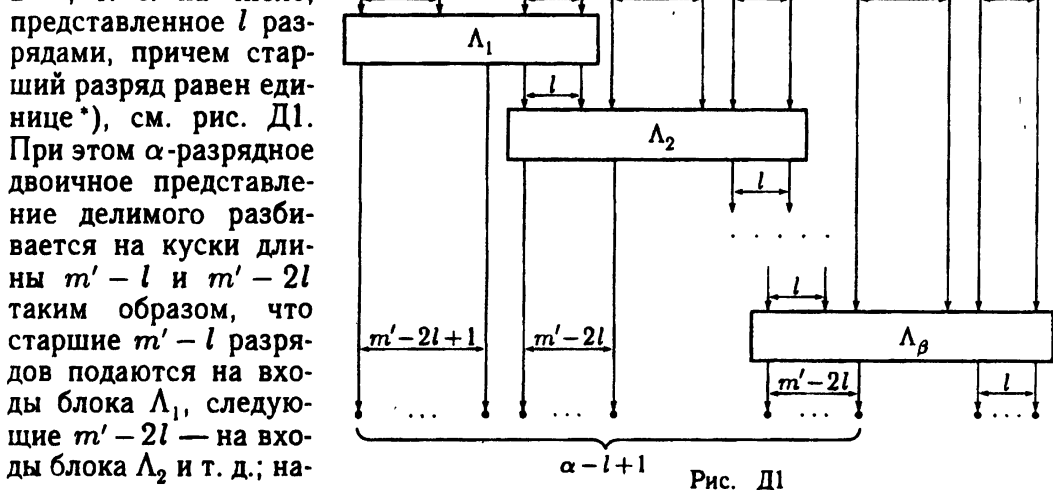 представленное l раз-
рядами, причем стар-
ший разряд равен еди-
нице*), см. рис. Д1.
При этом α-разрядное
двоичное представле-
ние делимого разби-
вается на куски дли-
ны m′ − l и m′ − 2l
таким образом, что
старшие m′ − l разря-
дов подаются на вхо-
ды блока Λ₁, следую-
щие m′ − 2l — на вхо-
ды блока Λ₂ и т. д.; на-
Λ₁
l
Λ₂
l
. . . . . .
l
Λᵦ
m′−2l+1
m′−2l
m′−2l
l
...
...
...
...
α−l+1
Рис. Д1